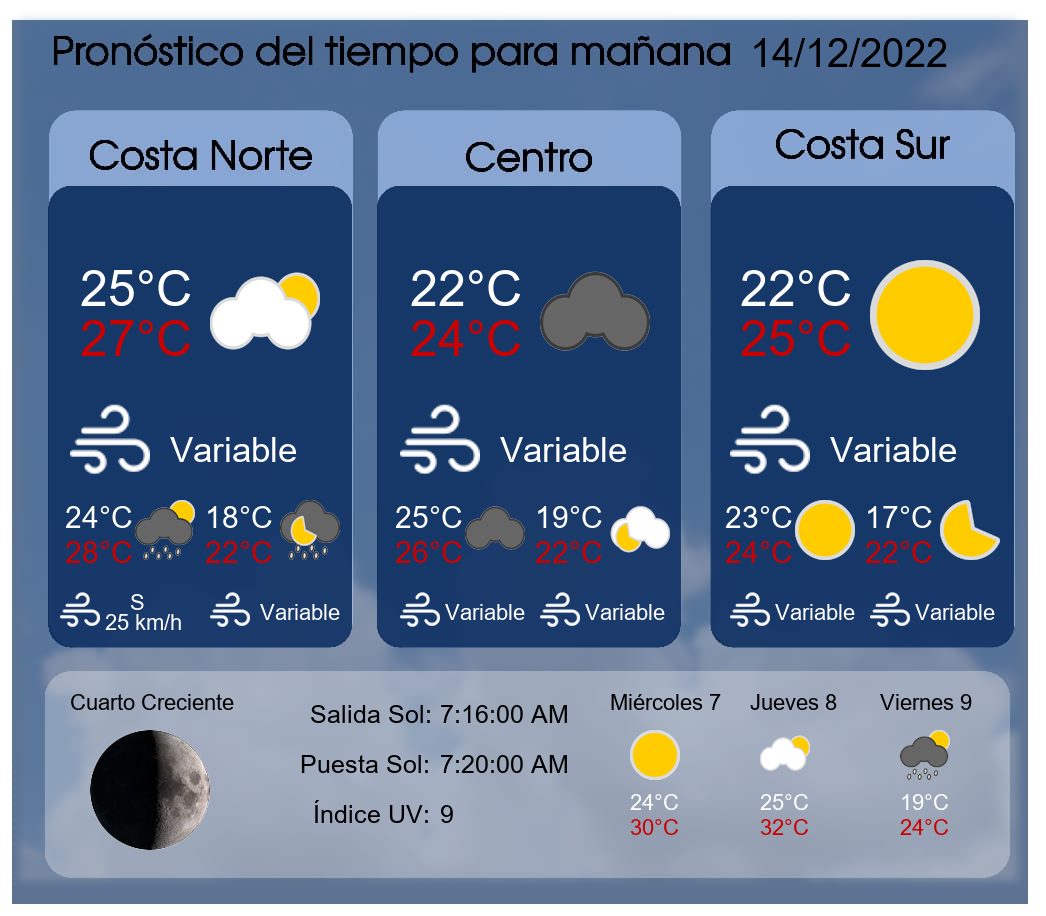 Pronóstico del tiempo para mañana 14/12/2022
Costa Norte
25°C
27°C
Variable
24°C
28°C
18°C
22°C
S
25 km/h
Variable
Centro
22°C
24°C
Variable
25°C
26°C
19°C
22°C
Variable
Variable
Costa Sur
22°C
25°C
Variable
23°C
24°C
17°C
22°C
Variable
Variable
Cuarto Creciente
Salida Sol: 7:16:00 AM
Puesta Sol: 7:20:00 AM
Índice UV: 9
Miércoles 7
24°C
30°C
Jueves 8
25°C
32°C
Viernes 9
19°C
24°C